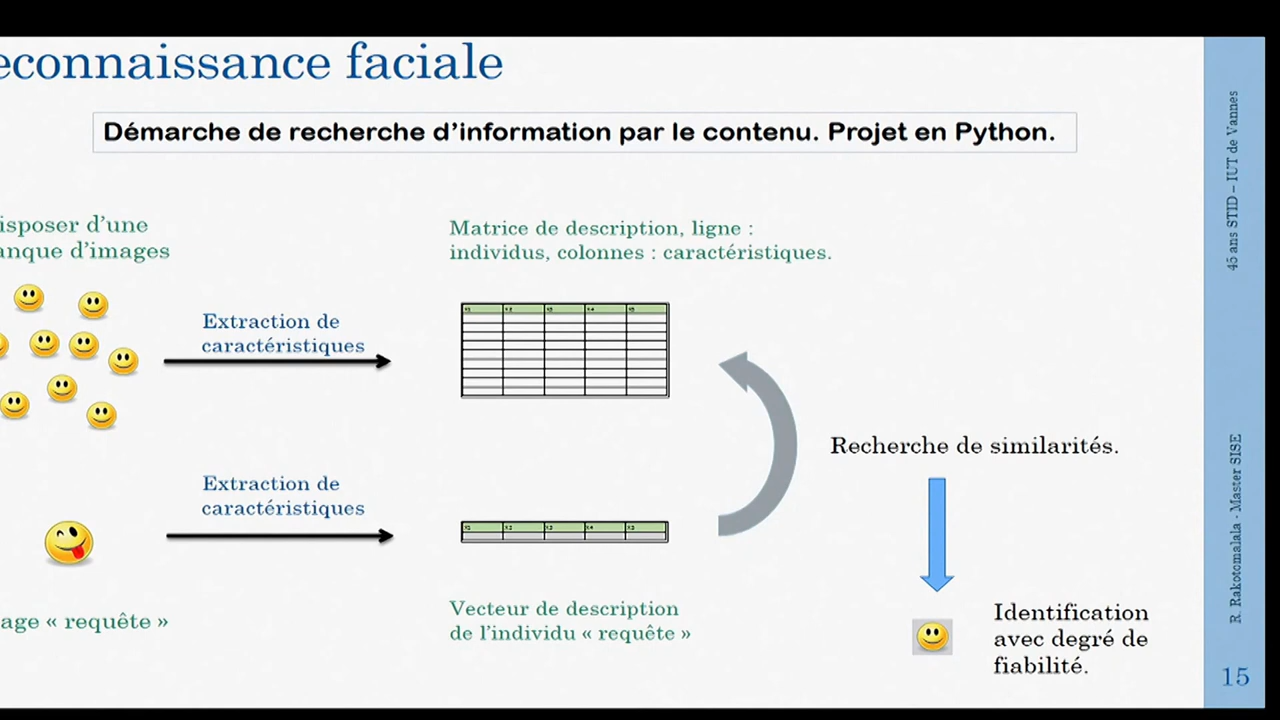 econnaissance faciale
Démarche de recherche d’information par le contenu. Projet en Python.
isposer d’une
anque d’images
Matrice de description, ligne :
individus, colonnes : caractéristiques.
Extraction de
caractéristiques
Recherche de similarités.
Extraction de
caractéristiques
age « requête »
Vecteur de description
de l’individu « requête »
Identification
avec degré de
fiabilité.
45 ans STID – IUT de Vannes
R. Rakotomalala - Master SISE
15